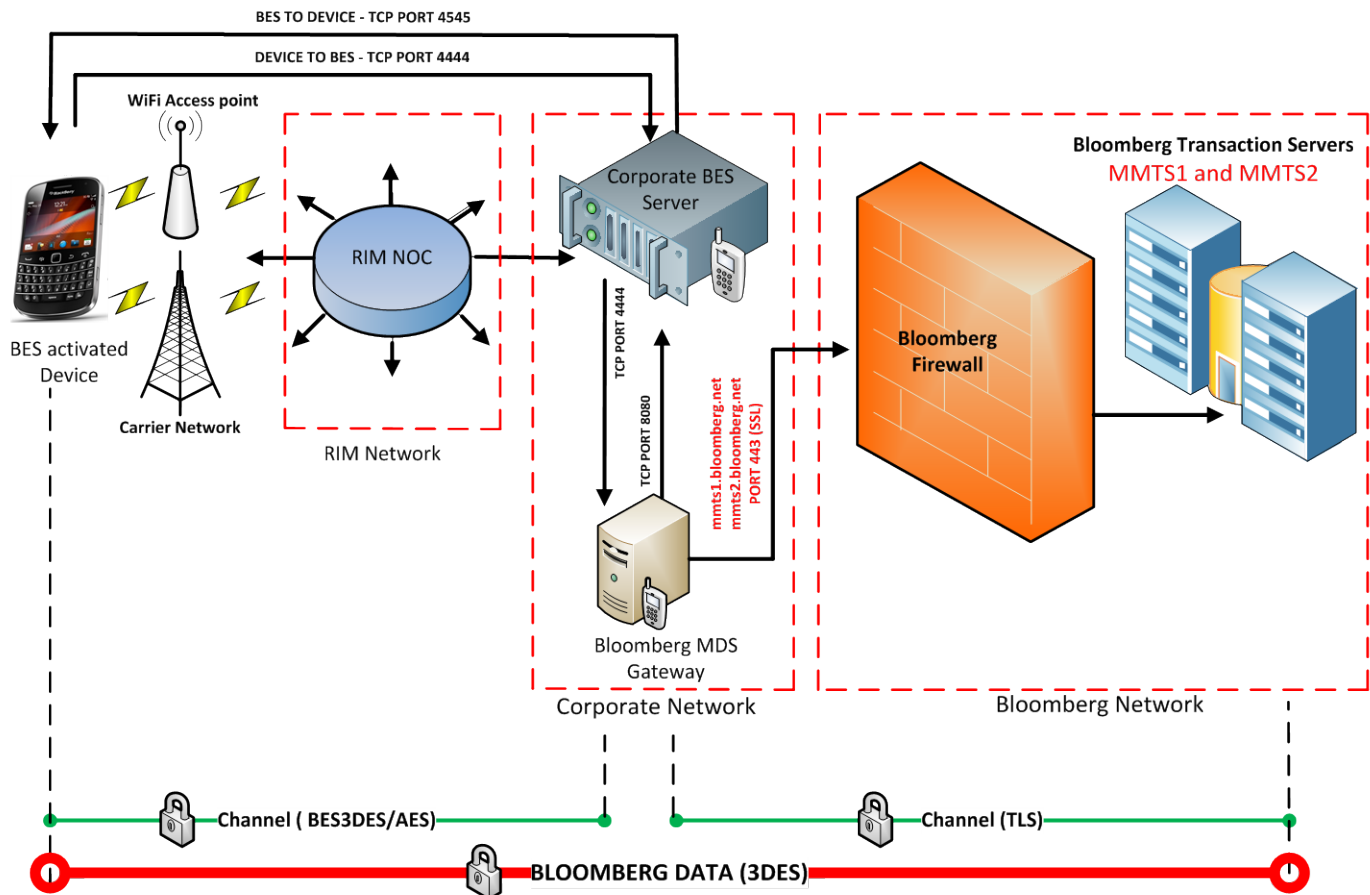 BES TO DEVICE - TCP PORT 4545
DEVICE TO BES - TCP PORT 4444
WiFi Access point
BES activated
Device
Carrier Network
RIM NOC
RIM Network
Corporate BES
Server
TCP PORT 4444
TCP PORT 8080
mmts1.bloomberg.net
mmts2.bloomberg.net
PORT 443 (SSL)
Bloomberg MDS
Gateway
Corporate Network
Bloomberg
Firewall
Bloomberg Transaction Servers
MMTS1 and MMTS2
Bloomberg Network
Channel ( BES3DES/AES)
Channel (TLS)
BLOOMBERG DATA (3DES)